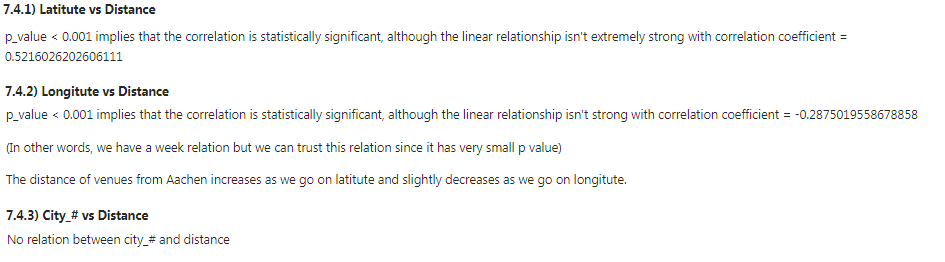 7.4.1) Latitute vs Distance
p_value < 0.001 implies that the correlation is statistically significant, although the linear relationship isn't extremely strong with correlation coefficient =
0.5216026202606111
7.4.2) Longitute vs Distance
p_value < 0.001 implies that the correlation is statistically significant, although the linear relationship isn't strong with correlation coefficient = -0.2875019558678858
(In other words, we have a week relation but we can trust this relation since it has very small p value)
The distance of venues from Aachen increases as we go on latitute and slightly decreases as we go on longitute.
7.4.3) City_# vs Distance
No relation between city_# and distance